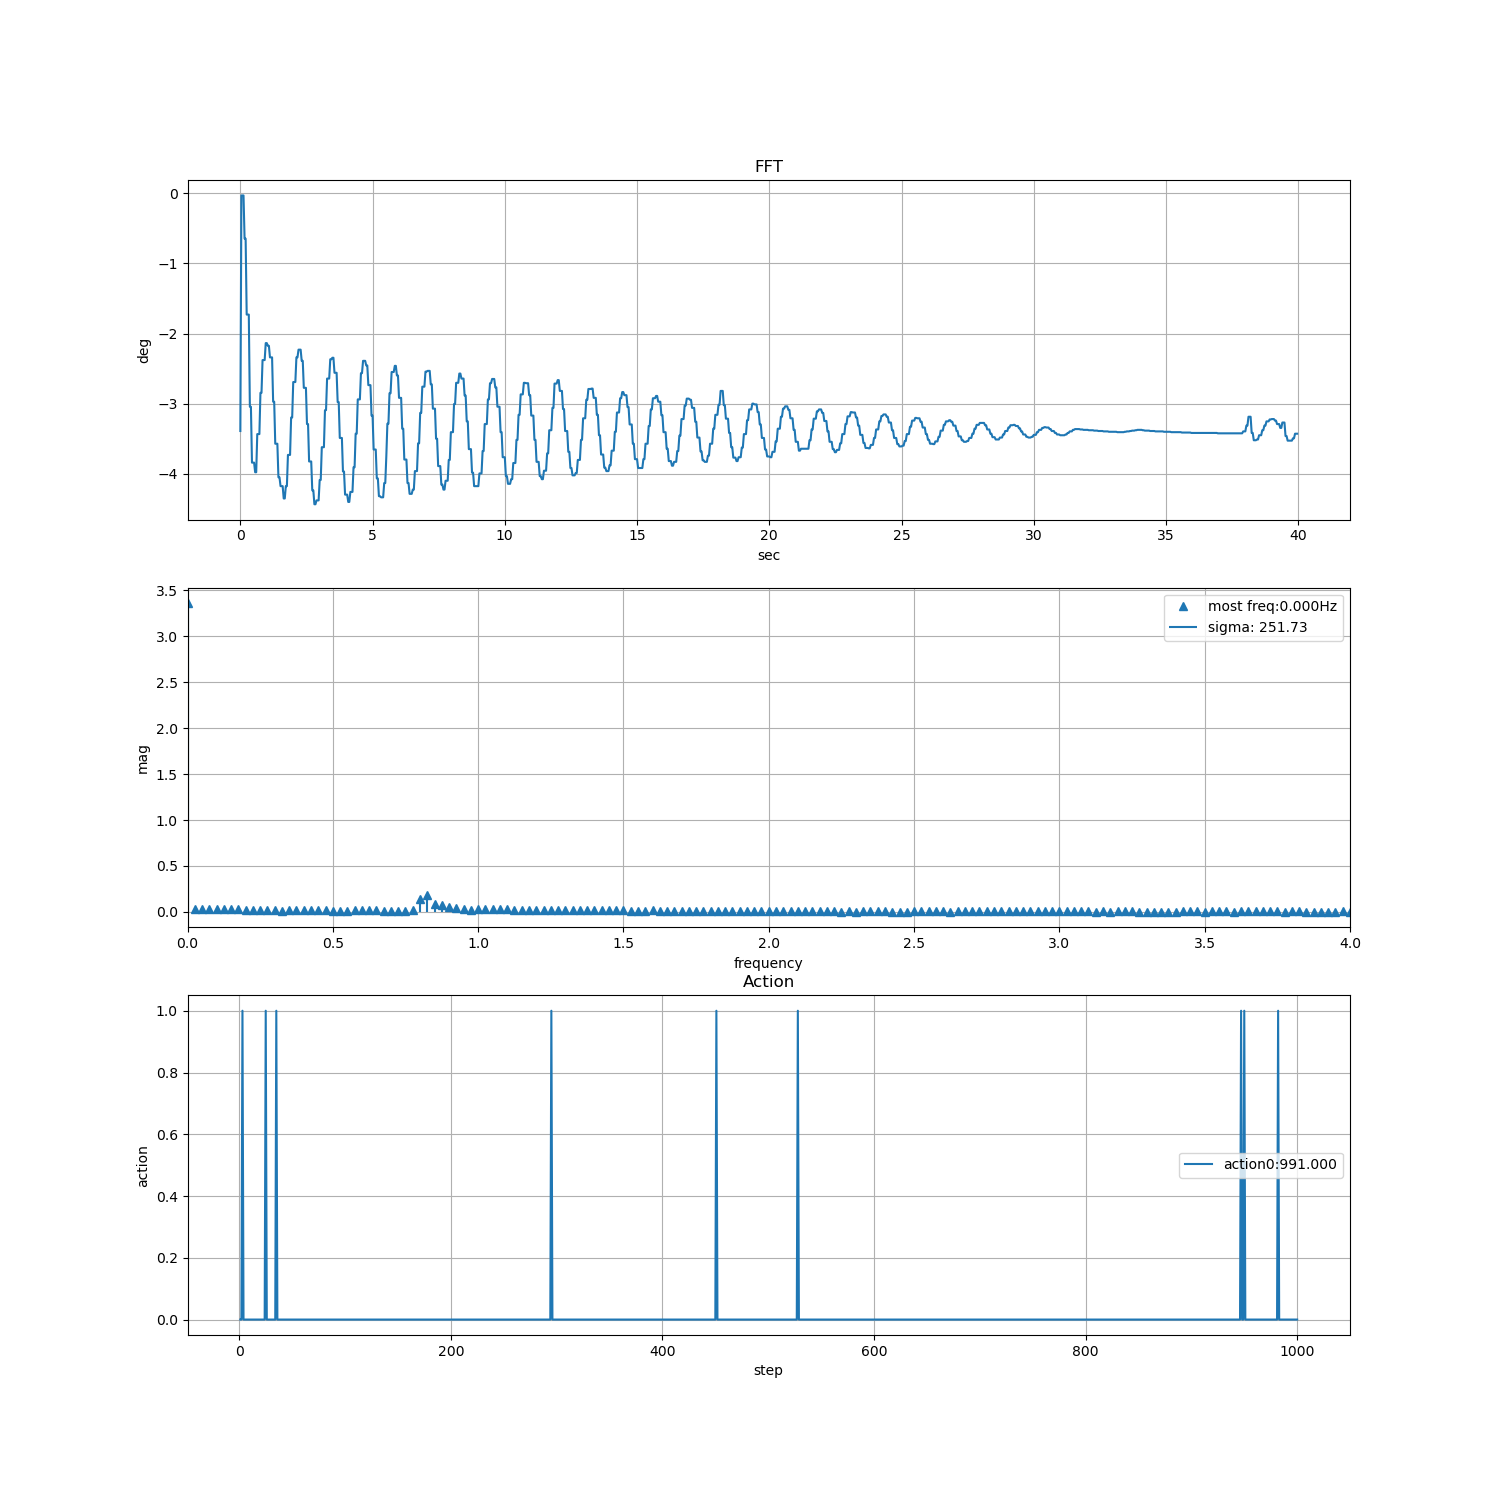 FFT
0
−1
−2
−3
−4
deg
0 5 10 15 20 25 30 35 40
sec
3.5
3.0
2.5
2.0
1.5
1.0
0.5
0.0
mag
most freq:0.000Hz
sigma: 251.73
0.0 0.5 1.0 1.5 2.0 2.5 3.0 3.5 4.0
frequency
Action
1.0
0.8
0.6
0.4
0.2
0.0
action
action0:991.000
0 200 400 600 800 1000
step